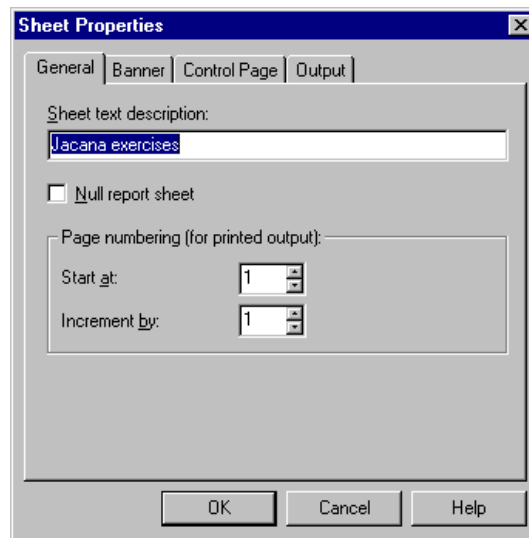 Sheet Properties
General Banner Control Page Output
Sheet text description:
Jacana exercises
Null report sheet
Page numbering (for printed output):
Start at: 1
Increment by: 1
OK Cancel Help